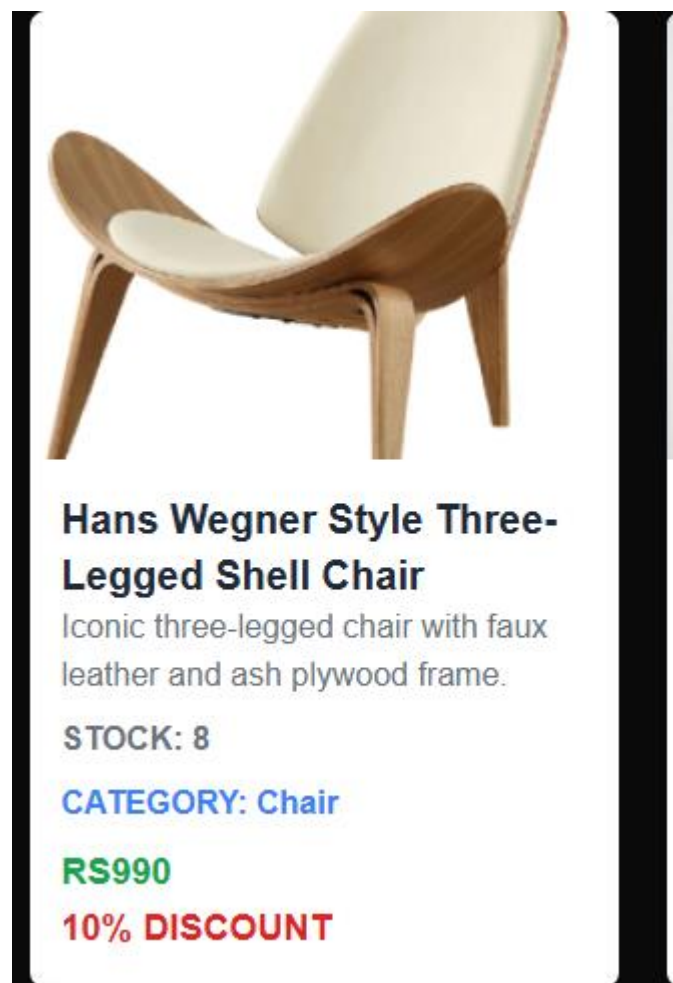 Hans Wegner Style Three-
Legged Shell Chair
Iconic three-legged chair with faux
leather and ash plywood frame.
STOCK: 8
CATEGORY: Chair
RS990
10% DISCOUNT